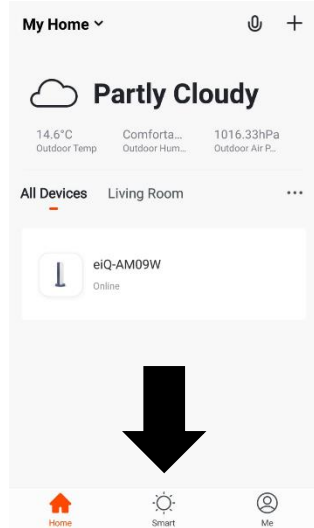 My Home
Partly Cloudy
14.6°C Comforta... 1016.33hPa
Outdoor Temp Outdoor Hum... Outdoor Air P...
All Devices Living Room ...
eiQ-AM09W
Online
Home Smart Me